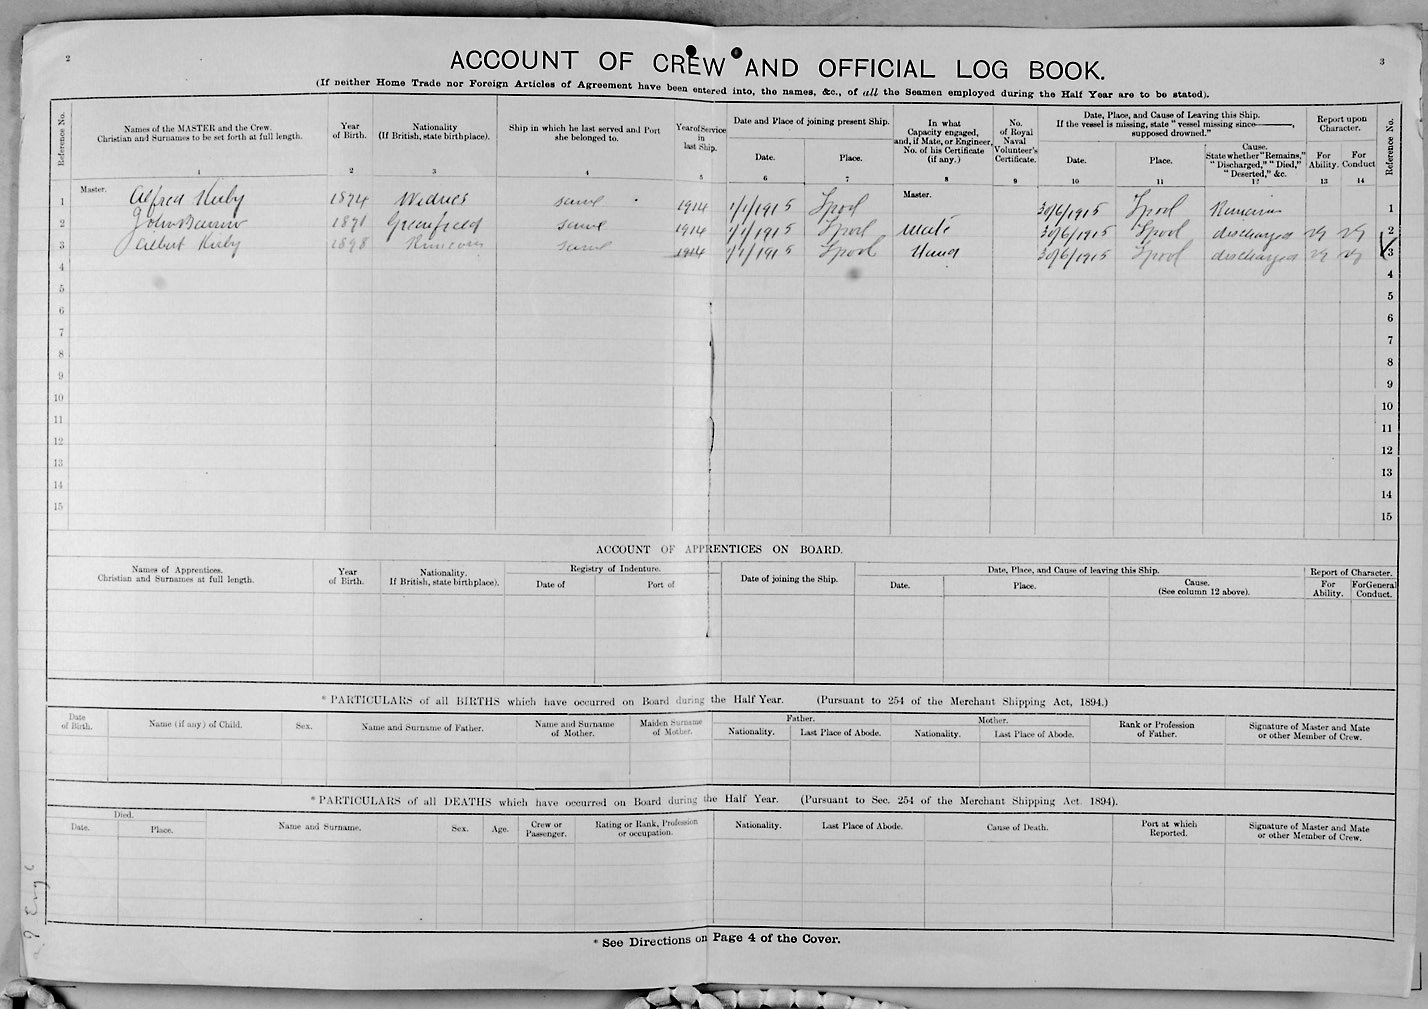 2
3
ACCOUNT OF CREW AND OFFICIAL LOG BOOK.
(If neither Home Trade nor Foreign Articles of Agreement have been entered into, the names, &c., of all the Seamen employed during the Half Year are to be stated).
Reference No.
Names of the MASTER and the Crew. Christian and Surnames to be set forth at full length.
Year of Birth.
Nationality (If British, state birthplace).
Ship in which he last served and Port she belonged to.
Year of Service in last Ship.
Date and Place of joining present Ship.
Date.
Place.
In what Capacity engaged, and, if Mate, or Engineer, No. of his Certificate (if any.)
No. of Royal Naval Volunteer's Certificate.
Date, Place, and Cause of Leaving this Ship. If the vessel is missing, state "vessel missing since ———, supposed drowned."
Date.
Place.
Cause. State whether "Remains," "Discharged," "Died," "Deserted," &c.
Report upon Character.
For Ability.
For Conduct
Reference No.
1 2 3 4 5 6 7 8 9 10 11 12 13 14
Master. Master.
1 Alfred Kirby 1874 Widnes same 1914 1/1/1915 Lpool 30/6/1915 Lpool Remains 1
2 John 1871 Greenfield same 1914 1/1/1915 Lpool Mate 30/6/1915 Lpool discharged VG VG 2
3 Albert Kirby 1898 Runcorn same 1914 1/1/1915 Lpool Hand 30/6/1915 Lpool discharged VG VG 3
4 4
5 5
6 6
7 7
8 8
9 9
10 10
11 11
12 12
13 13
14 14
15 15
ACCOUNT OF APPRENTICES ON BOARD.
Names of Apprentices. Christian and Surnames at full length.
Year of Birth.
Nationality. If British, state birthplace).
Registry of Indenture.
Date of
Port of
Date of joining the Ship.
Date, Place, and Cause of leaving this Ship.
Date.
Place.
Cause. (See column 12 above).
Report of Character.
For Ability.
For General Conduct.
* PARTICULARS of all BIRTHS which have occurred on Board during the Half Year. (Pursuant to 254 of the Merchant Shipping Act, 1894.)
Date of Birth.
Name (if any) of Child.
Sex.
Name and Surname of Father.
Name and Surname of Mother.
Maiden Surname of Mother.
Father.
Nationality.
Last Place of Abode.
Mother.
Nationality.
Last Place of Abode.
Rank or Profession of Father.
Signature of Master and Mate or other Member of Crew.
* PARTICULARS of all DEATHS which have occurred on Board during the Half Year. (Pursuant to Sec. 254 of the Merchant Shipping Act. 1894).
Died.
Date.
Place.
Name and Surname.
Sex.
Age.
Crew or Passenger.
Rating or Rank, Profession or occupation.
Nationality.
Last Place of Abode.
Cause of Death.
Port at which Reported.
Signature of Master and Mate or other Member of Crew.
* See Directions on Page 4 of the Cover.